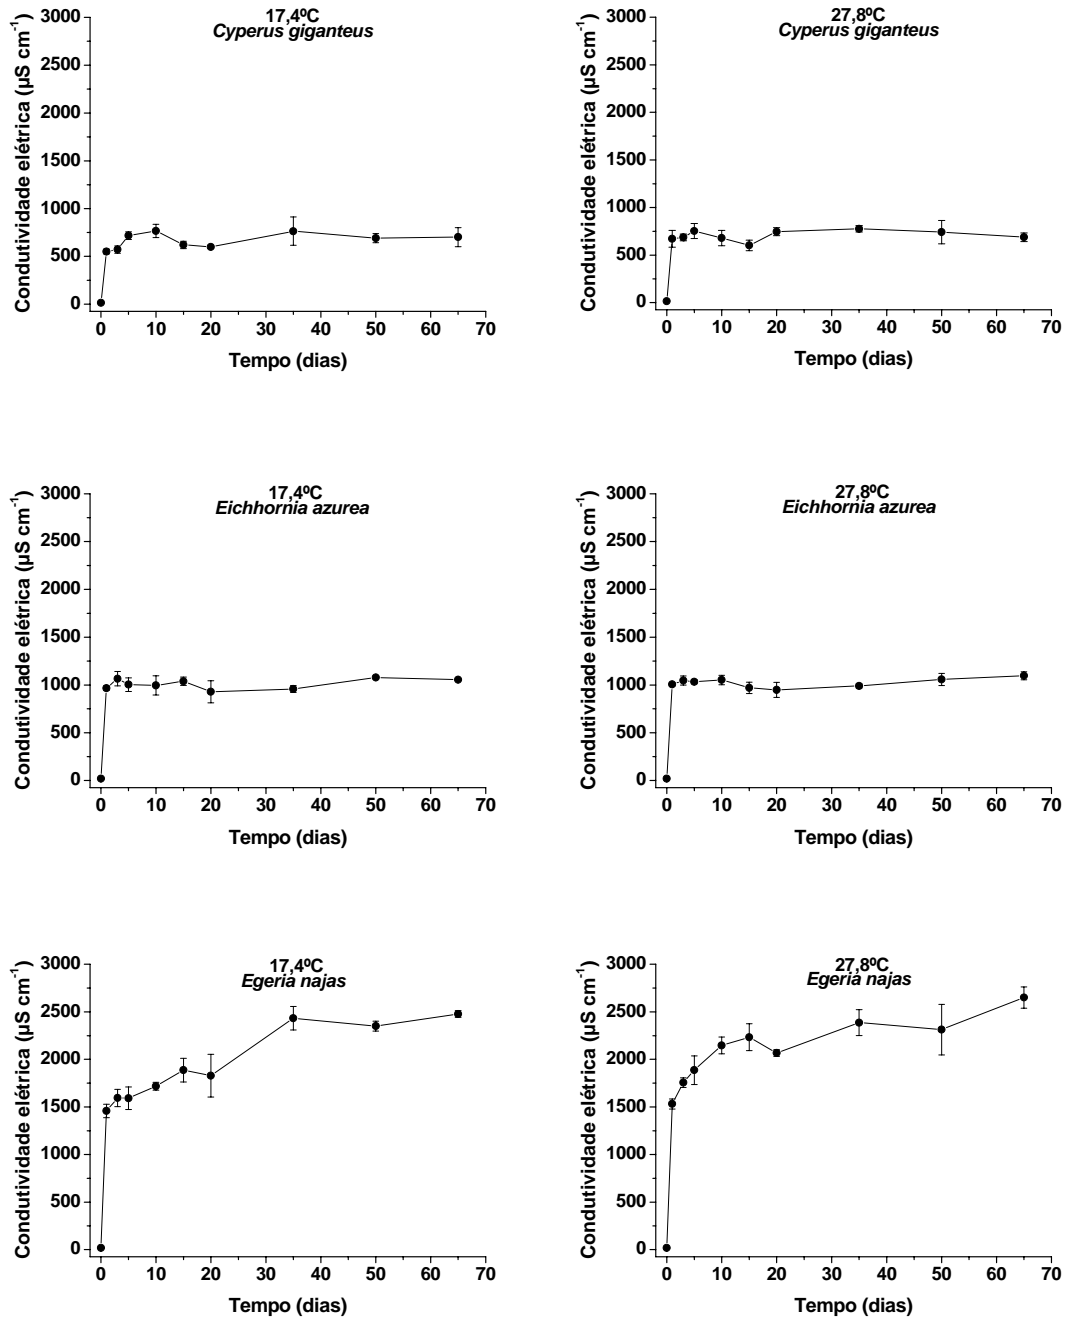 17,4ºC
Cyperus giganteus
Condutividade elétrica (µS cm-1)
3000
2500
2000
1500
1000
500
0
0 10 20 30 40 50 60 70
Tempo (dias)
27,8ºC
Cyperus giganteus
Condutividade elétrica (µS cm-1)
3000
2500
2000
1500
1000
500
0
0 10 20 30 40 50 60 70
Tempo (dias)
17,4ºC
Eichhornia azurea
Condutividade elétrica (µS cm-1)
3000
2500
2000
1500
1000
500
0
0 10 20 30 40 50 60 70
Tempo (dias)
27,8ºC
Eichhornia azurea
Condutividade elétrica (µS cm-1)
3000
2500
2000
1500
1000
500
0
0 10 20 30 40 50 60 70
Tempo (dias)
17,4ºC
Egeria najas
Condutividade elétrica (µS cm-1)
3000
2500
2000
1500
1000
500
0
0 10 20 30 40 50 60 70
Tempo (dias)
27,8ºC
Egeria najas
Condutividade elétrica (µS cm-1)
3000
2500
2000
1500
1000
500
0
0 10 20 30 40 50 60 70
Tempo (dias)